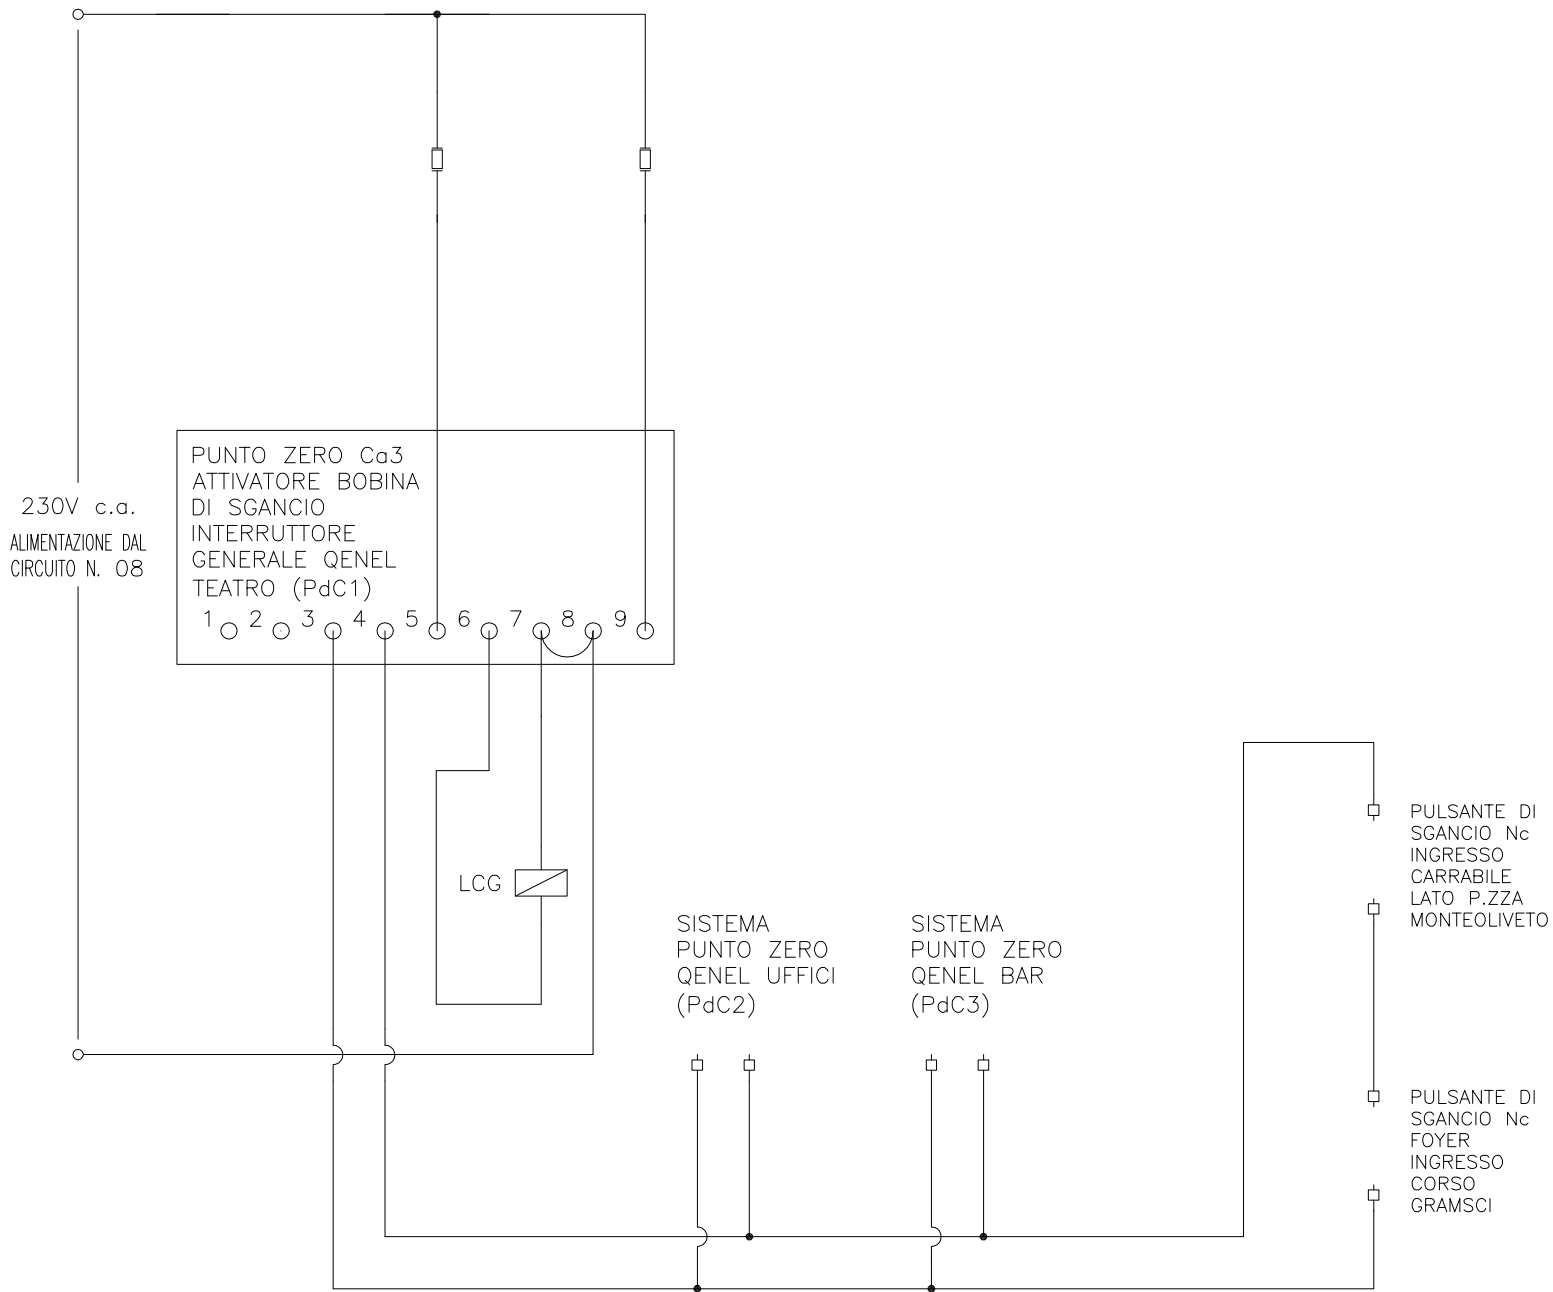 230V c.a.
ALIMENTAZIONE DAL
CIRCUITO N. 08
PUNTO ZERO Ca3
ATTIVATORE BOBINA
DI SGANCIO
INTERRUTTORE
GENERALE QENEL
TEATRO (PdC1)
1 2 3 4 5 6 7 8 9
LCG
SISTEMA
PUNTO ZERO
QENEL UFFICI
(PdC2)
SISTEMA
PUNTO ZERO
QENEL BAR
(PdC3)
PULSANTE DI
SGANCIO Nc
INGRESSO
CARRABILE
LATO P.ZZA
MONTEOLIVETO
PULSANTE DI
SGANCIO Nc
FOYER
INGRESSO
CORSO
GRAMSCI